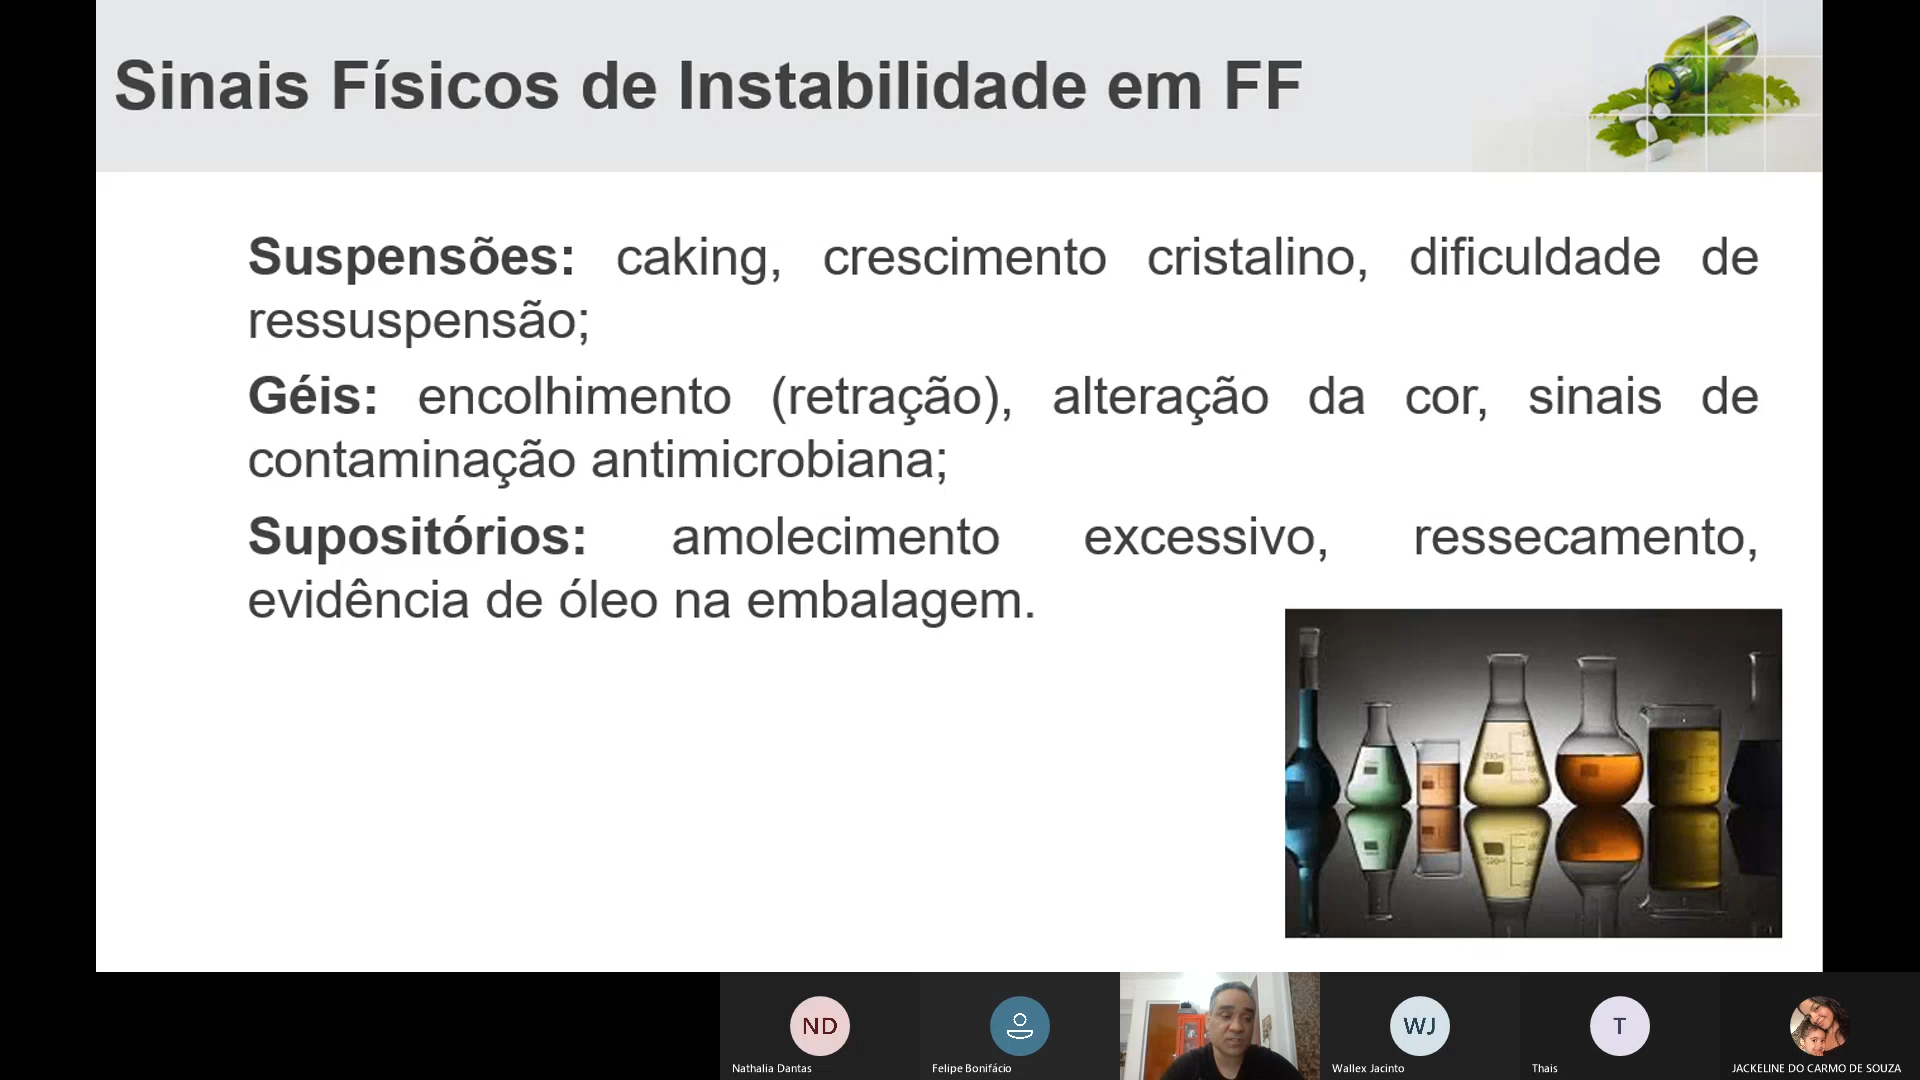 Sinais Físicos de Instabilidade em FF
Suspensões: caking, crescimento cristalino, dificuldade de
ressuspensão;
Géis: encolhimento (retração), alteração da cor, sinais de
contaminação antimicrobiana;
Supositórios: amolecimento excessivo, ressecamento,
evidência de óleo na embalagem.
ND
WJ
T
Nathalia Dantas
Felipe Bonifácio
Wallex Jacinto
Thais
JACKELINE DO CARMO DE SOUZA